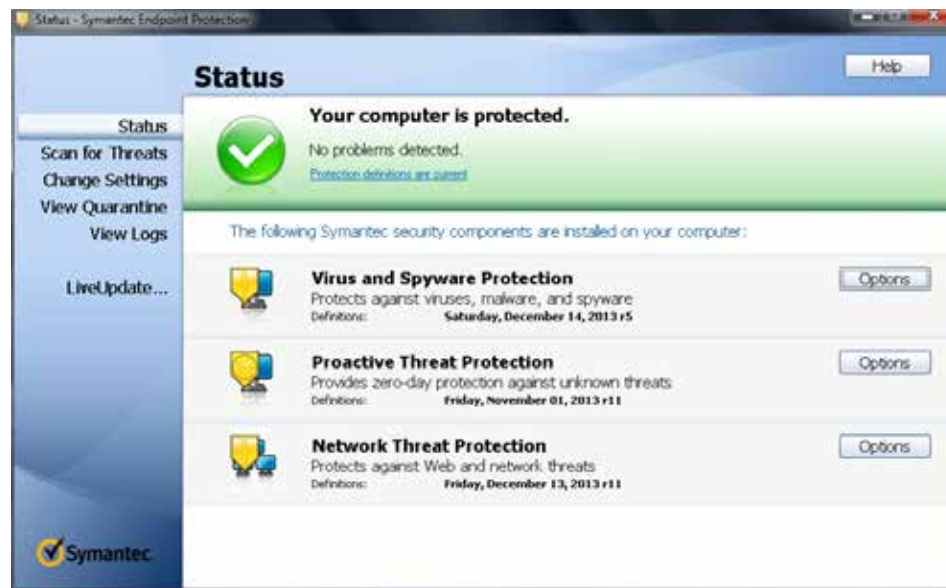 Status - Symantec Endpoint Protection
Status
Help
Status
Scan for Threats
Change Settings
View Quarantine
View Logs
LiveUpdate...
Your computer is protected.
No problems detected.
Protection definitions are current
The following Symantec security components are installed on your computer:
Virus and Spyware Protection
Options
Protects against viruses, malware, and spyware
Definitions: Saturday, December 14, 2013 r5
Proactive Threat Protection
Options
Provides zero-day protection against unknown threats
Definitions: Friday, November 01, 2013 r11
Network Threat Protection
Options
Protects against Web and network threats
Definitions: Friday, December 13, 2013 r11
Symantec